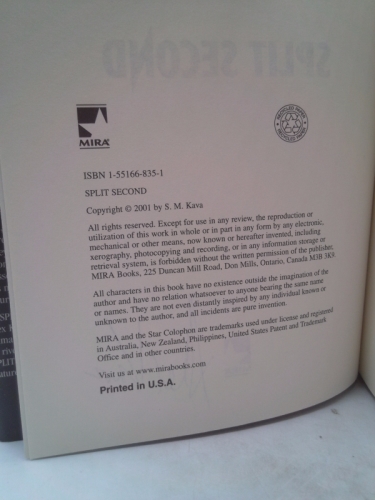 SPLIT SECOND
MIRA
RECYCLED PAPER
RECYCLED PAPER
ISBN 1-55166-835-1
SPLIT SECOND
Copyright © 2001 by S. M. Kava
All rights reserved. Except for use in any review, the reproduction or
utilization of this work in whole or in part in any form by any electronic,
mechanical or other means, now known or hereafter invented, including
xerography, photocopying and recording, or in any information storage or
retrieval system, is forbidden without the written permission of the publisher,
MIRA Books, 225 Duncan Mill Road, Don Mills, Ontario, Canada M3B 3K9.
All characters in this book have no existence outside the imagination of the
author and have no relation whatsoever to anyone bearing the same name
or names. They are not even distantly inspired by any individual known or
unknown to the author, and all incidents are pure invention.
MIRA and the Star Colophon are trademarks used under license and registered
in Australia, New Zealand, Philippines, United States Patent and Trademark
Office and in other countries.
Visit us at www.mirabooks.com
Printed in U.S.A.